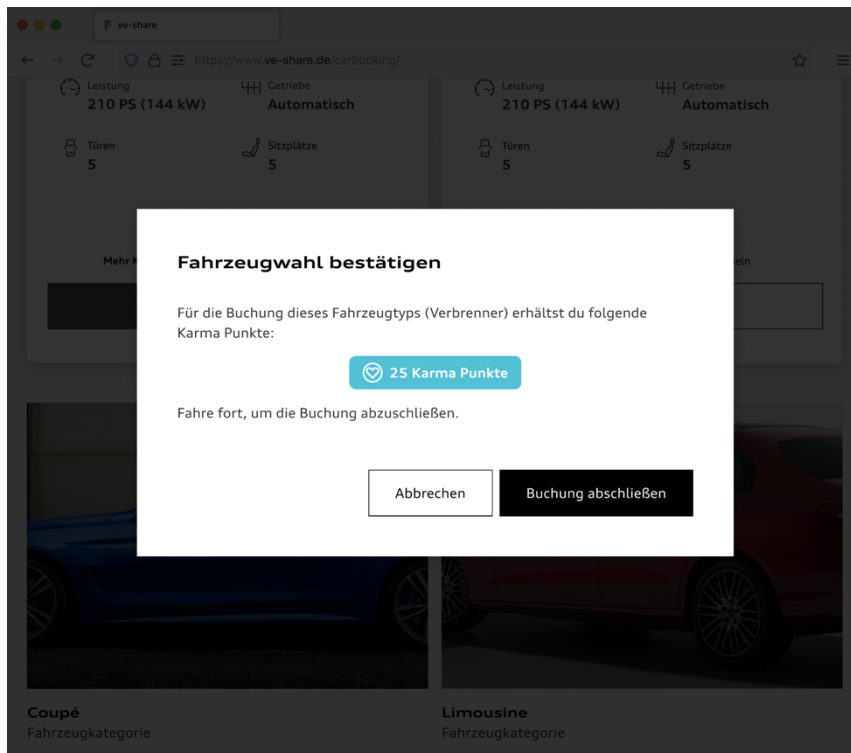 ve-share
https://www.ve-share.de/carbooking/
Leistung
210 PS (144 kW)
Getriebe
Automatisch
Leistung
210 PS (144 kW)
Getriebe
Automatisch
Türen
5
Sitzplätze
5
Türen
5
Sitzplätze
5
Mehr
Fahrzeugwahl bestätigen
Für die Buchung dieses Fahrzeugtyps (Verbrenner) erhältst du folgende
Karma Punkte:
25 Karma Punkte
Fahre fort, um die Buchung abzuschließen.
Abbrechen
Buchung abschließen
Coupé
Fahrzeugkategorie
Limousine
Fahrzeugkategorie